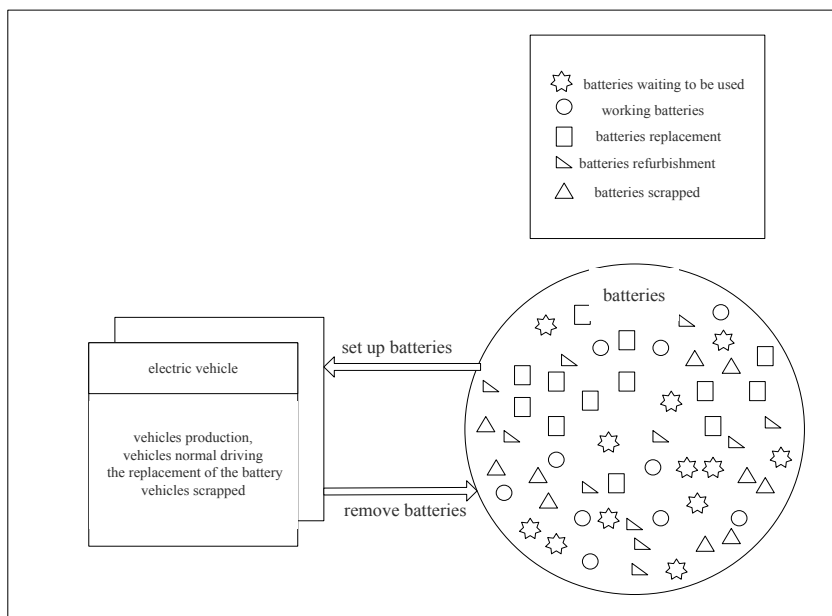 batteries waiting to be used
working batteries
batteries replacement
batteries refurbishment
batteries scrapped
batteries
set up batteries
electric vehicle
vehicles production,
vehicles normal driving
the replacement of the battery
vehicles scrapped
remove batteries